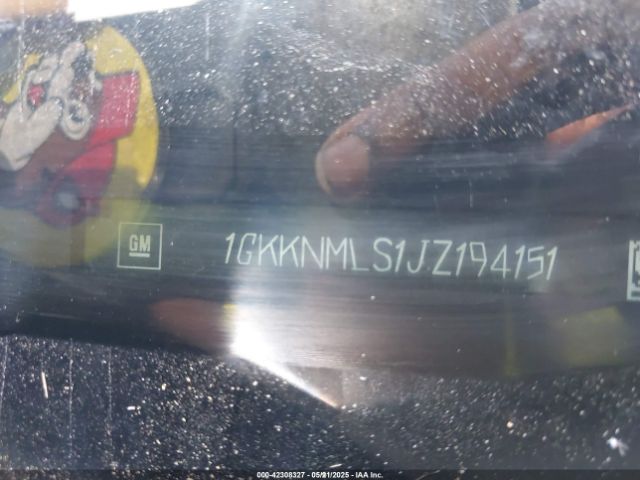 GM 1GKKNMLS1JZ194151
000-42308327 - 05/21/2025 - IAA Inc.